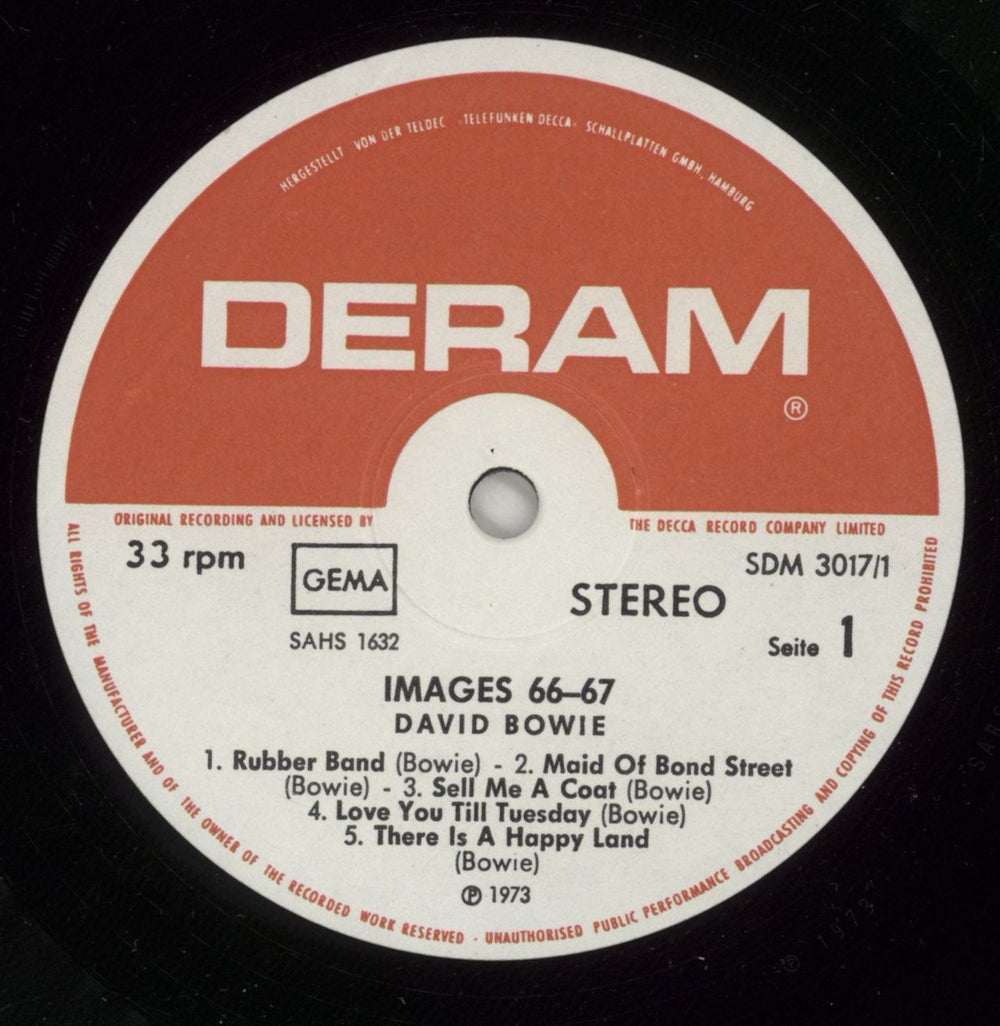 HERGESTELLT VON DER TELDEC »TELEFUNKEN DECCA« SCHALLPLATTEN GMBH, HAMBURG
DERAM
®
ORIGINAL RECORDING AND LICENSED BY THE DECCA RECORD COMPANY LIMITED
33 rpm
GEMA
SAHS 1632
STEREO
SDM 3017/1
Seite 1
IMAGES 66–67
DAVID BOWIE
1. Rubber Band (Bowie) - 2. Maid Of Bond Street
(Bowie) - 3. Sell Me A Coat (Bowie)
4. Love You Till Tuesday (Bowie)
5. There Is A Happy Land
(Bowie)
℗ 1973
ALL RIGHTS OF THE MANUFACTURER AND OF THE OWNER OF THE RECORDED WORK RESERVED · UNAUTHORISED PUBLIC PERFORMANCE BROADCASTING AND COPYING OF THIS RECORD PROHIBITED
℗ 1973